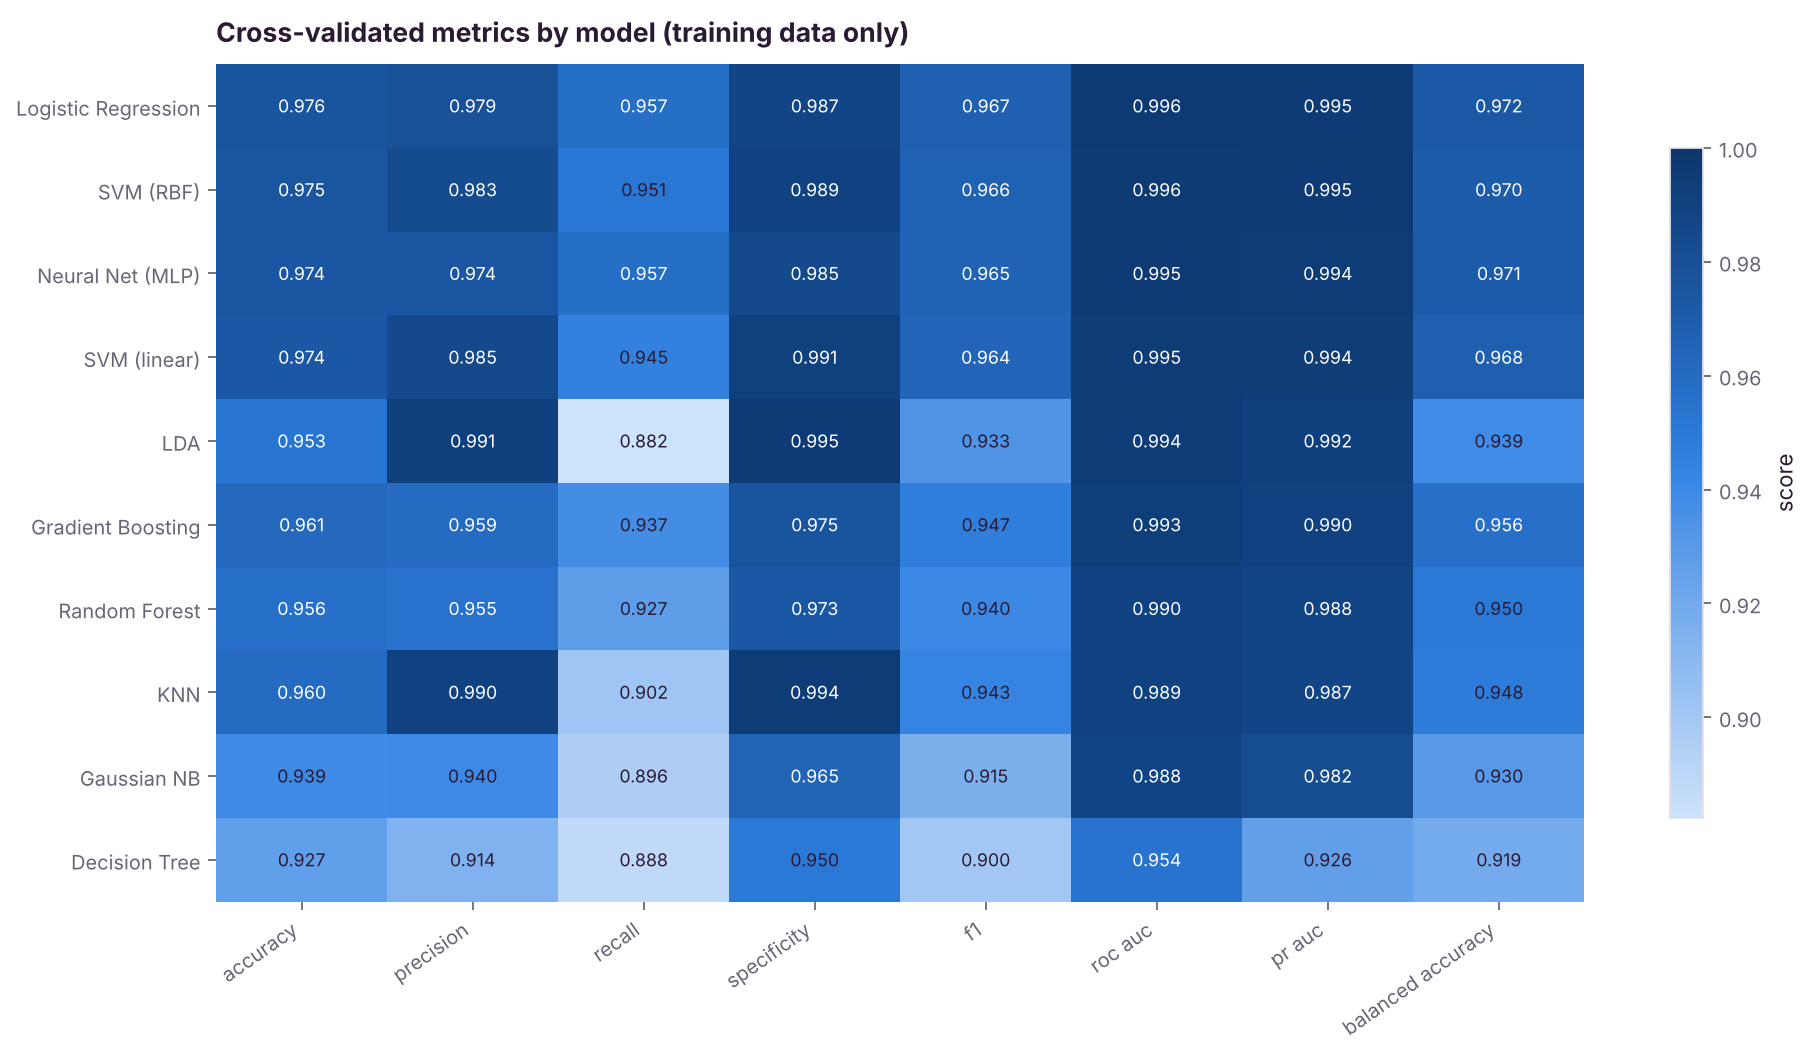 Cross-validated metrics by model (training data only)
Logistic Regression 0.976 0.979 0.957 0.987 0.967 0.996 0.995 0.972
SVM (RBF) 0.975 0.983 0.951 0.989 0.966 0.996 0.995 0.970
Neural Net (MLP) 0.974 0.974 0.957 0.985 0.965 0.995 0.994 0.971
SVM (linear) 0.974 0.985 0.945 0.991 0.964 0.995 0.994 0.968
LDA 0.953 0.991 0.882 0.995 0.933 0.994 0.992 0.939
Gradient Boosting 0.961 0.959 0.937 0.975 0.947 0.993 0.990 0.956
Random Forest 0.956 0.955 0.927 0.973 0.940 0.990 0.988 0.950
KNN 0.960 0.990 0.902 0.994 0.943 0.989 0.987 0.948
Gaussian NB 0.939 0.940 0.896 0.965 0.915 0.988 0.982 0.930
Decision Tree 0.927 0.914 0.888 0.950 0.900 0.954 0.926 0.919
accuracy precision recall specificity f1 roc auc pr auc balanced accuracy
1.00
0.98
0.96
0.94
0.92
0.90
score